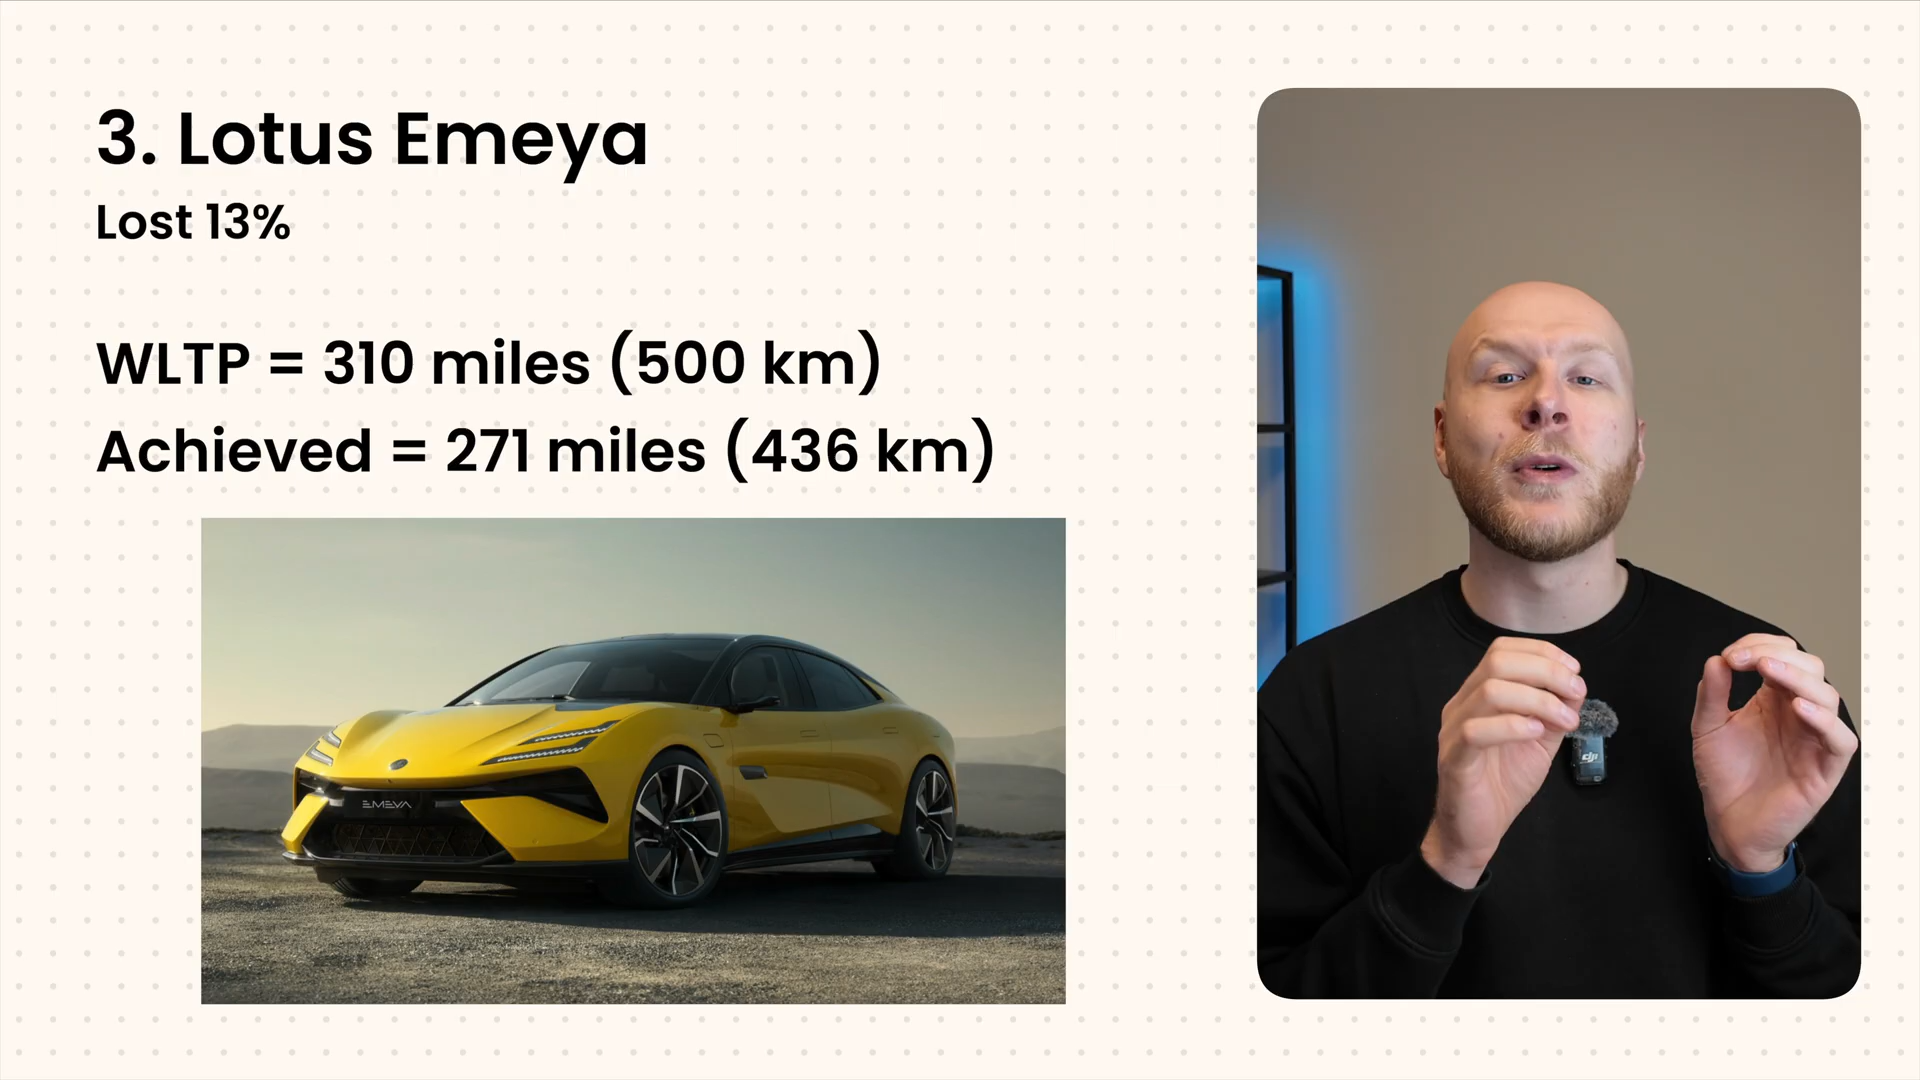 3. Lotus Emeya
Lost 13%
WLTP = 310 miles (500 km)
Achieved = 271 miles (436 km)
EMEYA
dji